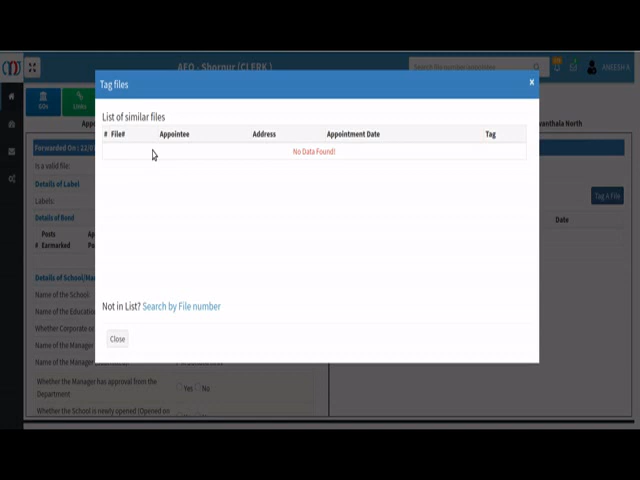 AEO - Shornur (CLERK)
Search file number/appointee
ANEESH A
Tag files
x
GOs
Links
List of similar files
# File# Appointee Address Appointment Date Tag
No Data Found!
vanthala North
Forwarded On :
Is a valid file:
Details of Label
Labels:
Tag A File
Details of Bond
Date
Posts
# Earmarked
Details of School/Ma
Name of the School:
Name of the Education
Not in List? Search by File number
Whether Corporate o
Close
Name of the Manager
Name of the Manager
Whether the Manager has approval from the
Department
Yes No
Whether the School is newly opened (Opened on